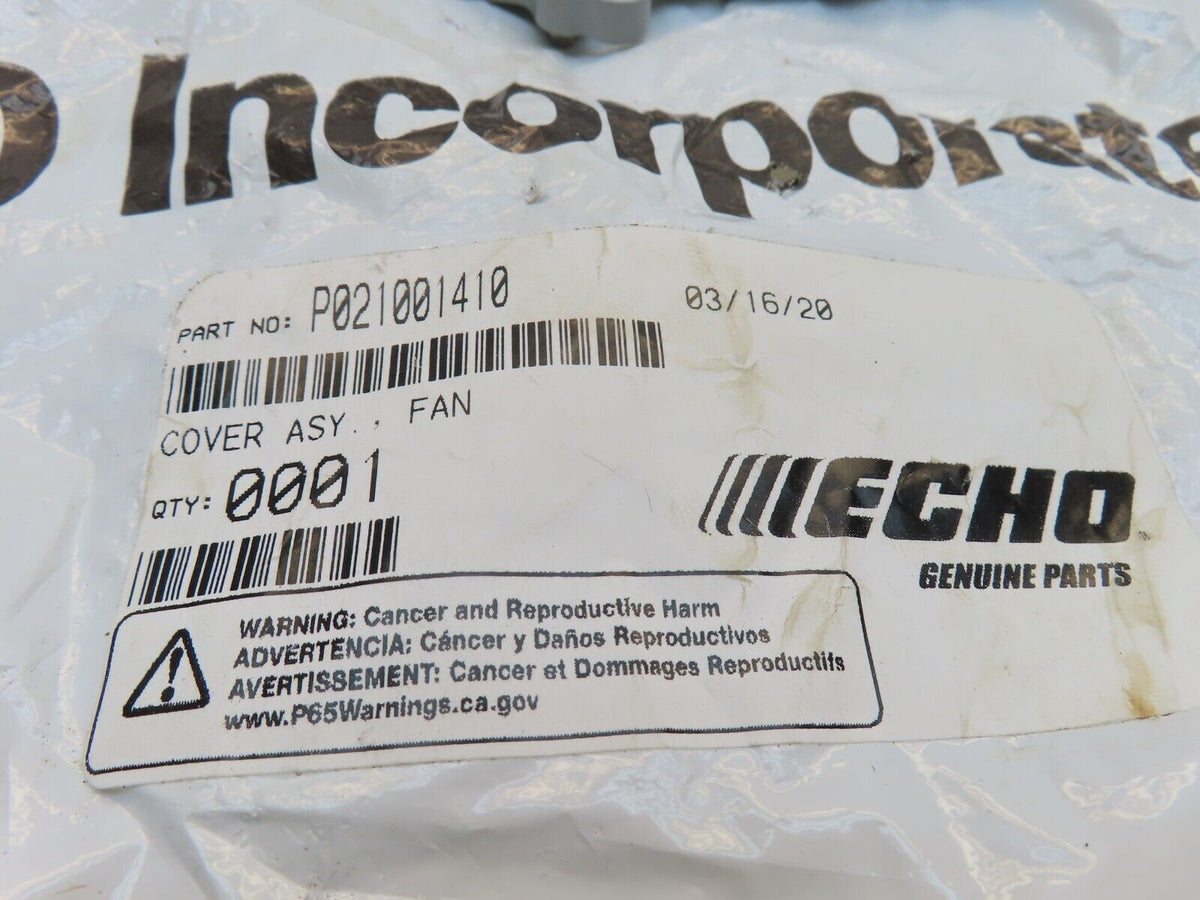 Incorporate
PART NO: P021001410 03/16/20
COVER ASY., FAN
QTY: 0001
ECHO
GENUINE PARTS
WARNING: Cancer and Reproductive Harm
ADVERTENCIA: Cáncer y Daños Reproductivos
AVERTISSEMENT: Cancer et Dommages Reproductifs
www.P65Warnings.ca.gov